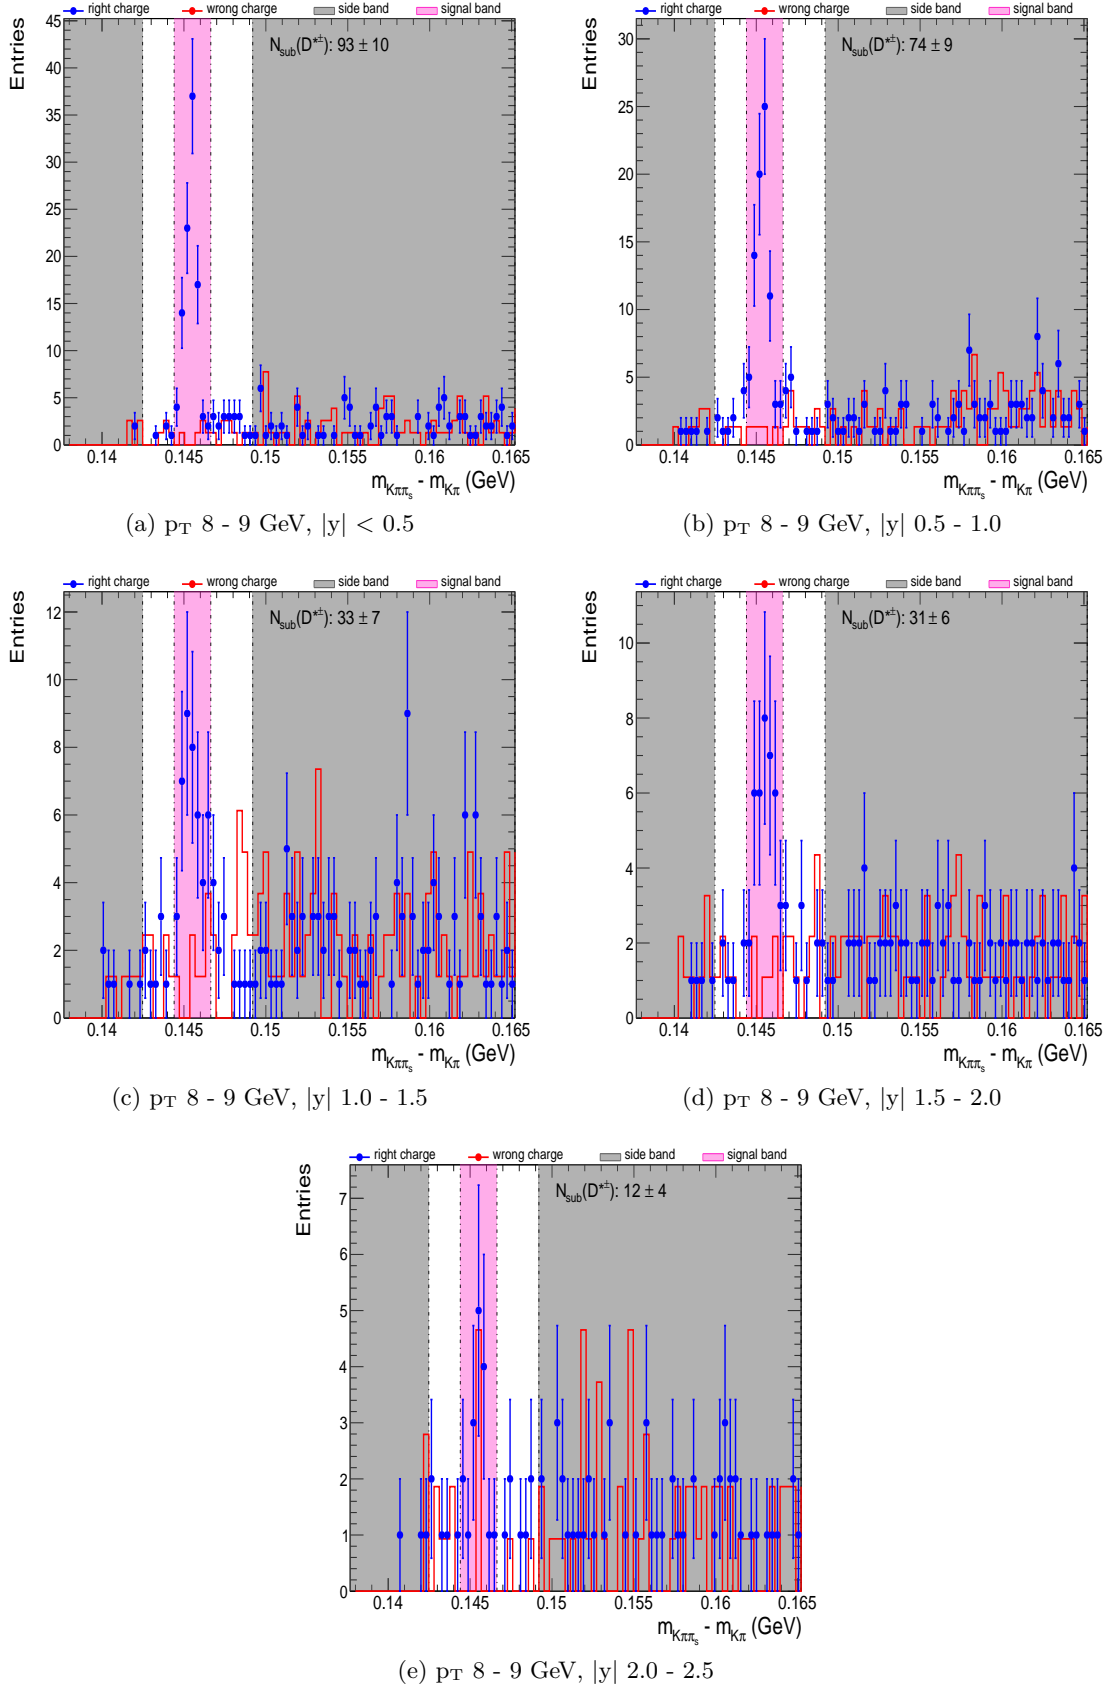 right charge wrong charge side band signal band
Entries
N_sub(D*±): 93 ± 10
45
40
35
30
25
20
15
10
5
0
0.14 0.145 0.15 0.155 0.16 0.165
m_Kππ_s - m_Kπ (GeV)
(a) p_T 8 - 9 GeV, |y| < 0.5
right charge wrong charge side band signal band
Entries
N_sub(D*±): 74 ± 9
30
25
20
15
10
5
0
0.14 0.145 0.15 0.155 0.16 0.165
m_Kππ_s - m_Kπ (GeV)
(b) p_T 8 - 9 GeV, |y| 0.5 - 1.0
right charge wrong charge side band signal band
Entries
N_sub(D*±): 33 ± 7
12
10
8
6
4
2
0
0.14 0.145 0.15 0.155 0.16 0.165
m_Kππ_s - m_Kπ (GeV)
(c) p_T 8 - 9 GeV, |y| 1.0 - 1.5
right charge wrong charge side band signal band
Entries
N_sub(D*±): 31 ± 6
10
8
6
4
2
0
0.14 0.145 0.15 0.155 0.16 0.165
m_Kππ_s - m_Kπ (GeV)
(d) p_T 8 - 9 GeV, |y| 1.5 - 2.0
right charge wrong charge side band signal band
Entries
N_sub(D*±): 12 ± 4
7
6
5
4
3
2
1
0
0.14 0.145 0.15 0.155 0.16 0.165
m_Kππ_s - m_Kπ (GeV)
(e) p_T 8 - 9 GeV, |y| 2.0 - 2.5